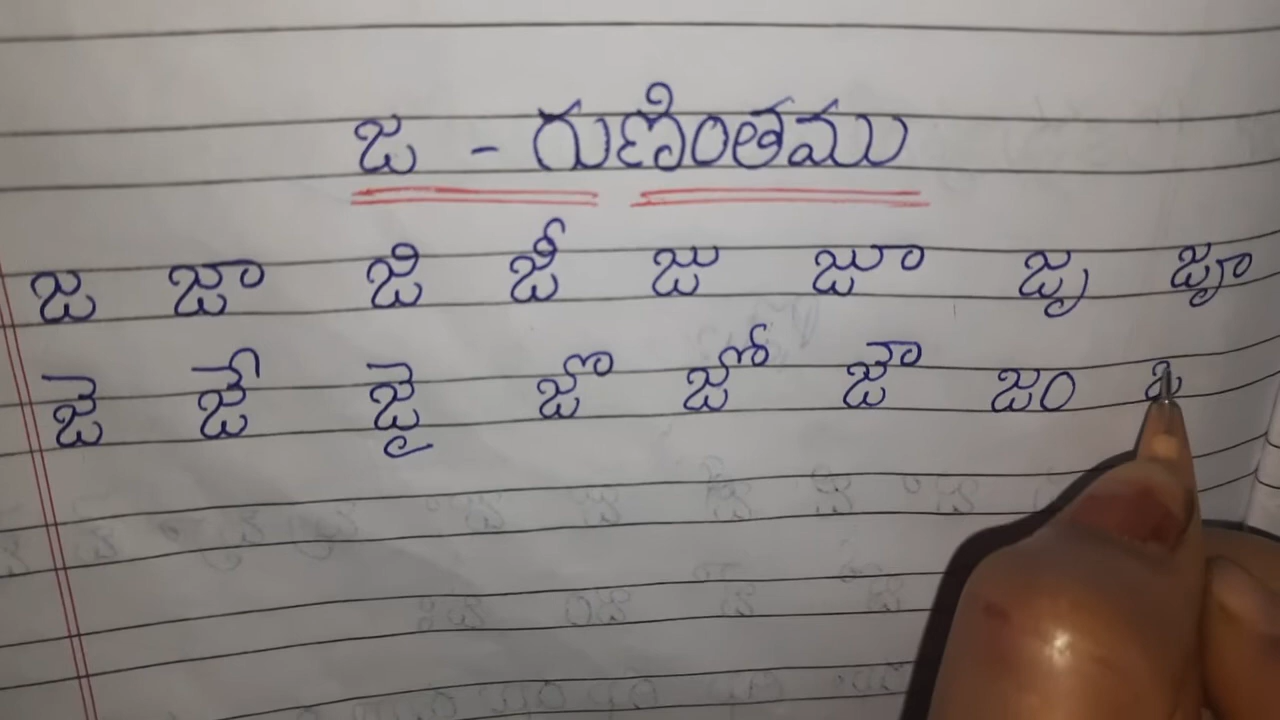 జ - గుణింతము
జ జా జి జీ జు జూ జృ జౄ
జె జే జై జొ జో జౌ జం